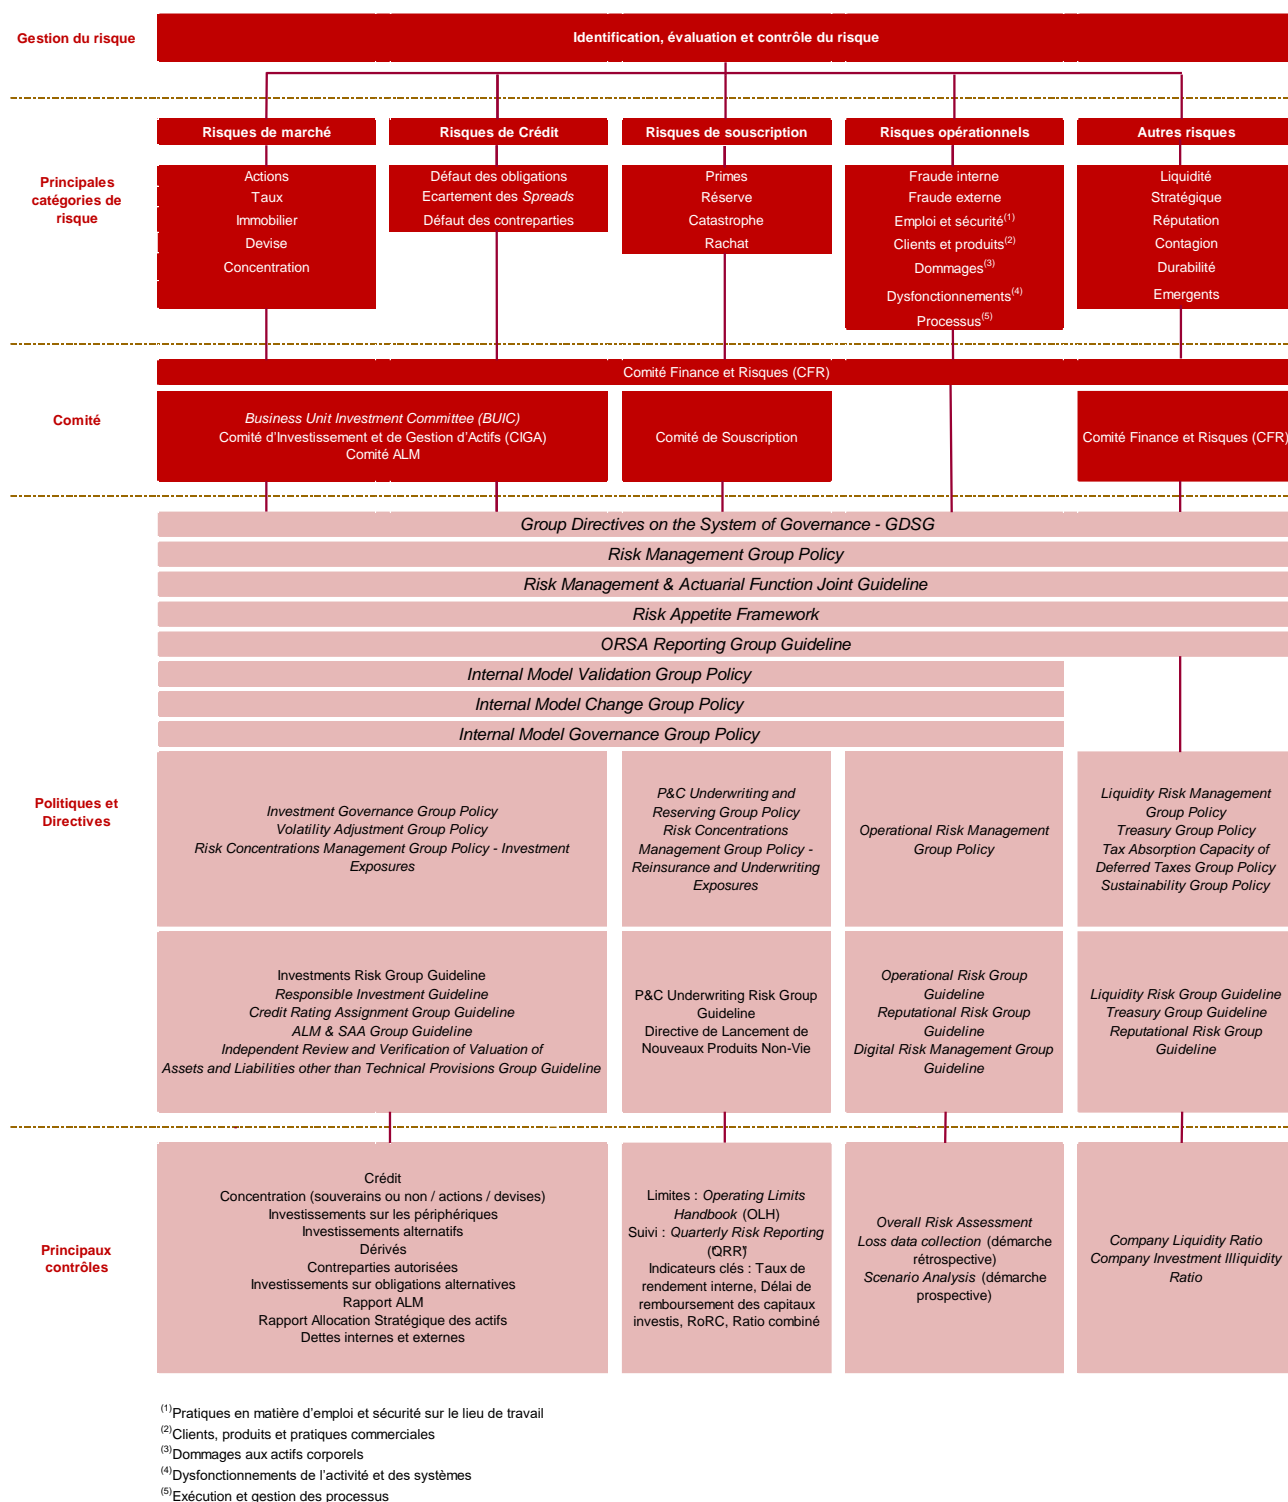 Gestion du risque
Identification, évaluation et contrôle du risque
Principales
catégories de
risque
Risques de marché
Actions
Taux
Immobilier
Devise
Concentration
Risques de Crédit
Défaut des obligations
Ecartement des Spreads
Défaut des contreparties
Risques de souscription
Primes
Réserve
Catastrophe
Rachat
Risques opérationnels
Fraude interne
Fraude externe
Emploi et sécurité(1)
Clients et produits(2)
Dommages(3)
Dysfonctionnements(4)
Processus(5)
Autres risques
Liquidité
Stratégique
Réputation
Contagion
Durabilité
Emergents
Comité
Comité Finance et Risques (CFR)
Business Unit Investment Committee (BUIC)
Comité d'Investissement et de Gestion d'Actifs (CIGA)
Comité ALM
Comité de Souscription
Comité Finance et Risques (CFR)
Politiques et
Directives
Group Directives on the System of Governance - GDSG
Risk Management Group Policy
Risk Management & Actuarial Function Joint Guideline
Risk Appetite Framework
ORSA Reporting Group Guideline
Internal Model Validation Group Policy
Internal Model Change Group Policy
Internal Model Governance Group Policy
Investment Governance Group Policy
Volatility Adjustment Group Policy
Risk Concentrations Management Group Policy - Investment
Exposures
P&C Underwriting and
Reserving Group Policy
Risk Concentrations
Management Group Policy -
Reinsurance and Underwriting
Exposures
Operational Risk Management
Group Policy
Liquidity Risk Management
Group Policy
Treasury Group Policy
Tax Absorption Capacity of
Deferred Taxes Group Policy
Sustainability Group Policy
Investments Risk Group Guideline
Responsible Investment Guideline
Credit Rating Assignment Group Guideline
ALM & SAA Group Guideline
Independent Review and Verification of Valuation of
Assets and Liabilities other than Technical Provisions Group Guideline
P&C Underwriting Risk Group
Guideline
Directive de Lancement de
Nouveaux Produits Non-Vie
Operational Risk Group
Guideline
Reputational Risk Group
Guideline
Digital Risk Management Group
Guideline
Liquidity Risk Group Guideline
Treasury Group Guideline
Reputational Risk Group
Guideline
Principaux
contrôles
Crédit
Concentration (souverains ou non / actions / devises)
Investissements sur les périphériques
Investissements alternatifs
Dérivés
Contreparties autorisées
Investissements sur obligations alternatives
Rapport ALM
Rapport Allocation Stratégique des actifs
Dettes internes et externes
Limites : Operating Limits
Handbook (OLH)
Suivi : Quarterly Risk Reporting
("QRR")
Indicateurs clés : Taux de
rendement interne, Délai de
remboursement des capitaux
investis, RoRC, Ratio combiné
Overall Risk Assessment
Loss data collection (démarche
rétrospective)
Scenario Analysis (démarche
prospective)
Company Liquidity Ratio
Company Investment Illiquidity
Ratio
(1)Pratiques en matière d'emploi et sécurité sur le lieu de travail
(2)Clients, produits et pratiques commerciales
(3)Dommages aux actifs corporels
(4)Dysfonctionnements de l'activité et des systèmes
(5)Exécution et gestion des processus